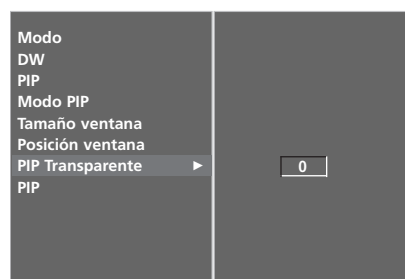 Modo
DW
PIP
Modo PIP
Tamaño ventana
Posición ventana
PIP Transparente ► 0
PIP